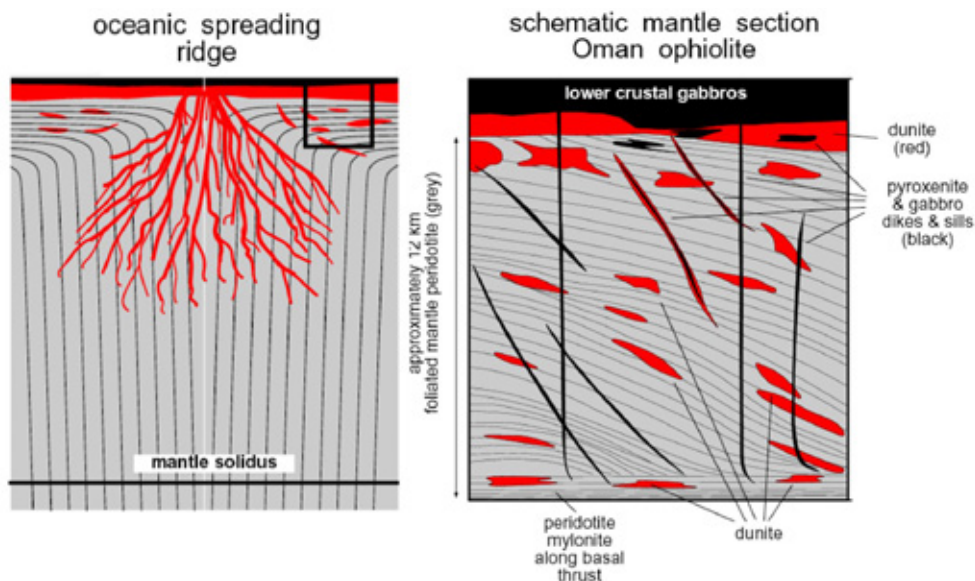 oceanic spreading
ridge
mantle solidus
schematic mantle section
Oman ophiolite
lower crustal gabbros
approximately 12 km
foliated mantle peridotite (grey)
dunite
(red)
pyroxenite
& gabbro
dikes & sills
(black)
peridotite
mylonite
along basal
thrust
dunite